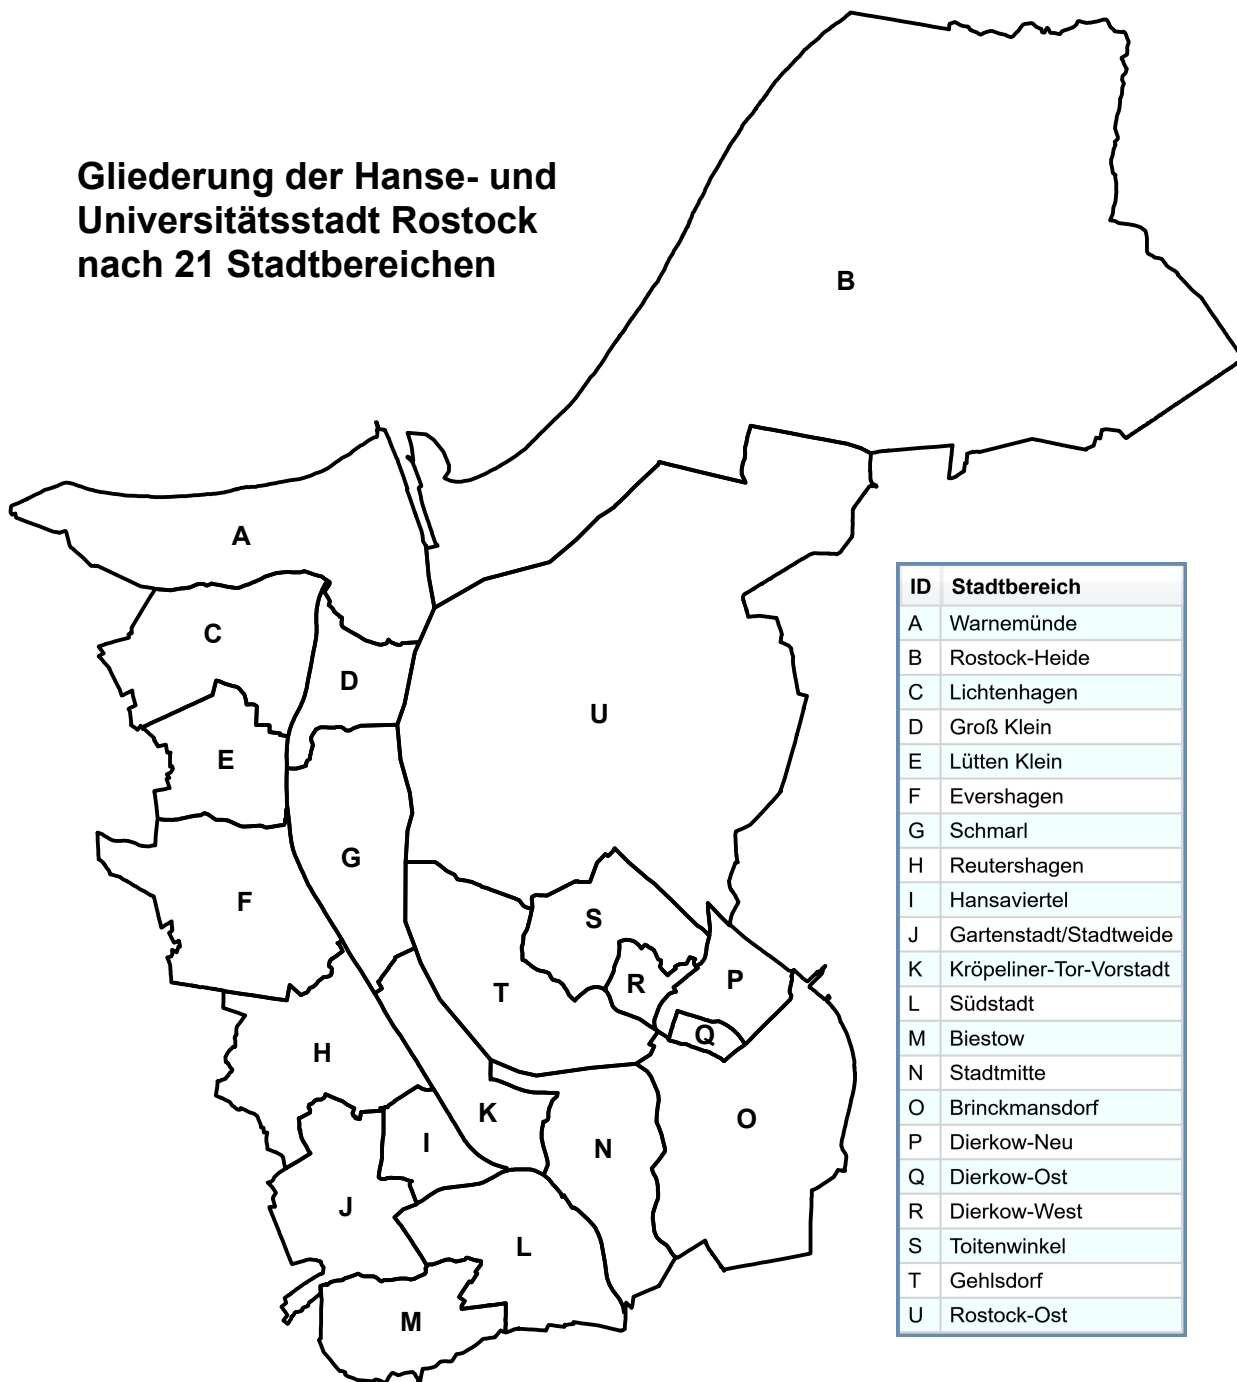 Gliederung der Hanse- und
Universitätsstadt Rostock
nach 21 Stadtbereichen
B
A
C
D
U
E
G
F
S
R
P
T
Q
H
K
O
I
N
J
L
M
ID Stadtbereich
A Warnemünde
B Rostock-Heide
C Lichtenhagen
D Groß Klein
E Lütten Klein
F Evershagen
G Schmarl
H Reutershagen
I Hansaviertel
J Gartenstadt/Stadtweide
K Kröpeliner-Tor-Vorstadt
L Südstadt
M Biestow
N Stadtmitte
O Brinckmansdorf
P Dierkow-Neu
Q Dierkow-Ost
R Dierkow-West
S Toitenwinkel
T Gehlsdorf
U Rostock-Ost